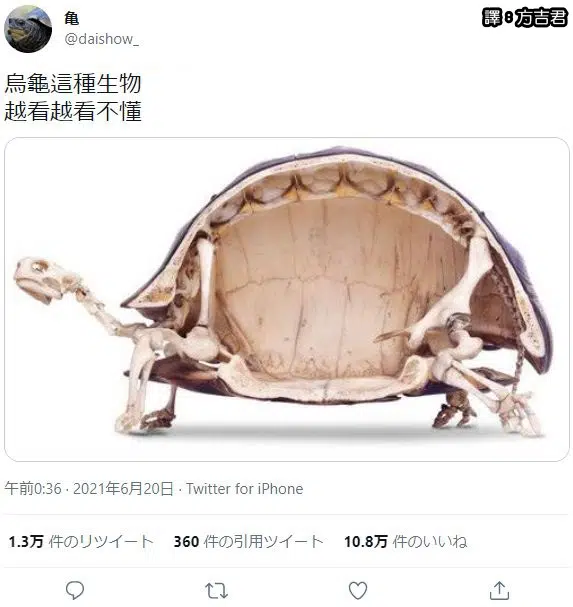 亀
譯⑧方吉君
@daishow_
烏龜這種生物
越看越看不懂
午前0:36 · 2021年6月20日 · Twitter for iPhone
1.3万 件のリツイート 360 件の引用ツイート 10.8万 件のいいね